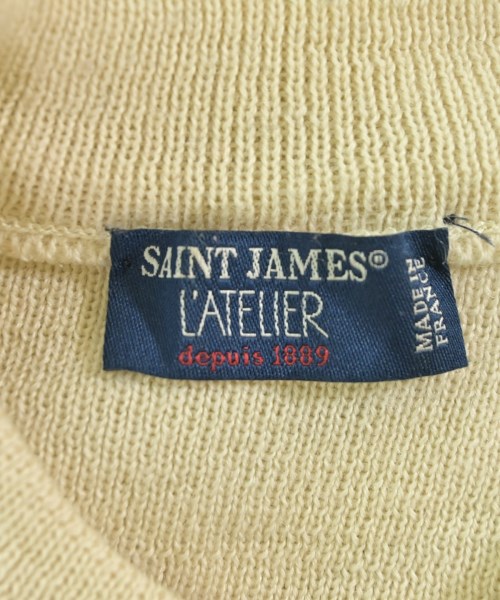 SAINT JAMES®
L'ATELIER
depuis 1889
MADE IN
FRANCE